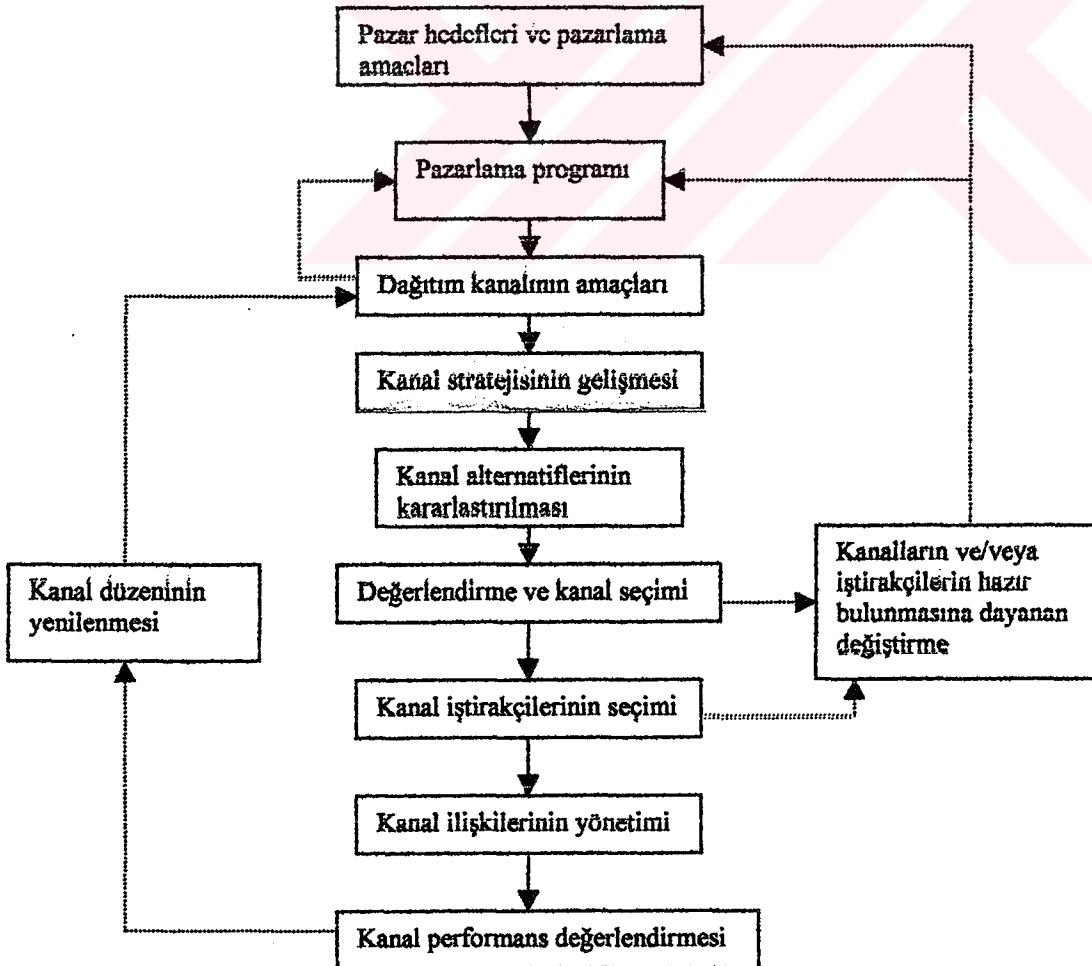 Pazar hedefleri ve pazarlama
amaçları
Pazarlama programı
Dağıtım kanalının amaçları
Kanal stratejisinin gelişmesi
Kanal alternatiflerinin
kararlastırılması
Değerlendirme ve kanal seçimi
Kanalların ve/veya
iştirakçilerin hazır
bulunmasına dayanan
değiştirme
Kanal düzeninin
yenilenmesi
Kanal iştirakçilerinin seçimi
Kanal ilişkilerinin yönetimi
Kanal performans değerlendirmesi